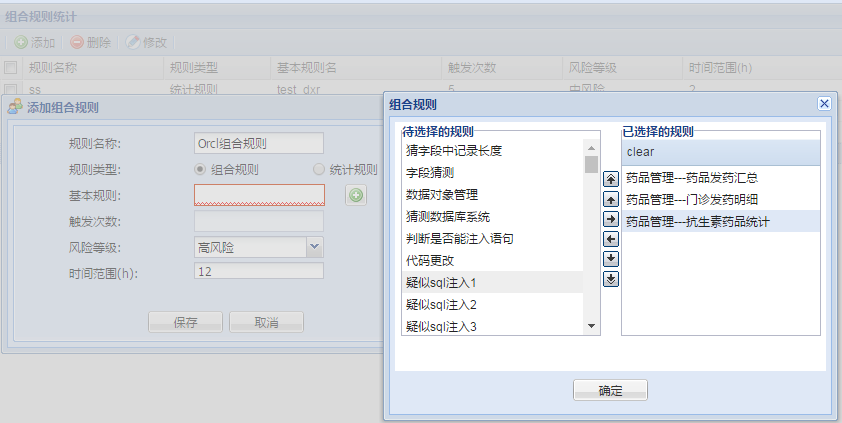 组合规则统计
添加 删除 修改
规则名称 规则类型 基本规则名 触发次数 风险等级 时间范围(h)
ss 统计规则 test_dxr 5 中风险 2
添加组合规则
规则名称: Orcl组合规则
规则类型: 组合规则 统计规则
基本规则:
触发次数:
风险等级: 高风险
时间范围(h): 12
保存 取消
组合规则
待选择的规则
猜字段中记录长度
字段猜测
数据对象管理
猜测数据库系统
判断是否能注入语句
代码更改
疑似sql注入1
疑似sql注入2
疑似sql注入3
已选择的规则
clear
药品管理---药品发药汇总
药品管理---门诊发药明细
药品管理---抗生素药品统计
确定